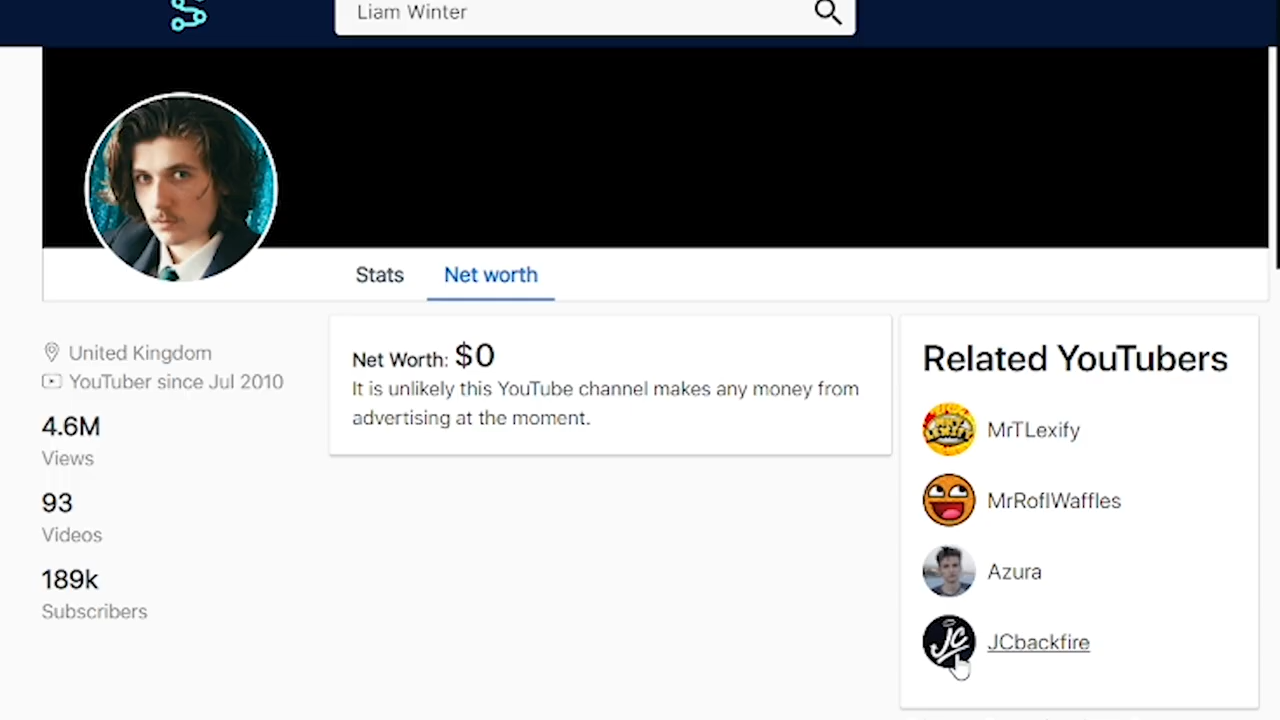 Liam Winter
Stats
Net worth
United Kingdom
YouTuber since Jul 2010
4.6M
Views
93
Videos
189k
Subscribers
Net Worth: $0
It is unlikely this YouTube channel makes any money from
advertising at the moment.
Related YouTubers
MrTLexify
MrRoflWaffles
Azura
JCbackfire